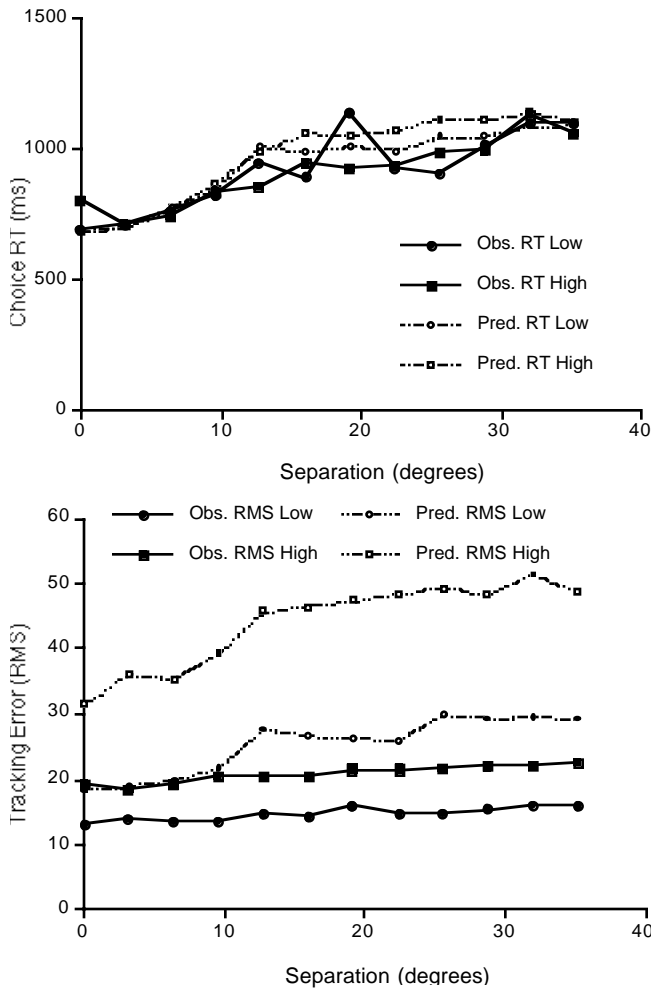 1500
1000
500
0
Choice RT (ms)
Obs. RT Low
Obs. RT High
Pred. RT Low
Pred. RT High
0
10
20
30
40
Separation (degrees)
60
50
40
30
20
10
0
Tracking Error (RMS)
Obs. RMS Low
Pred. RMS Low
Obs. RMS High
Pred. RMS High
0
10
20
30
40
Separation (degrees)